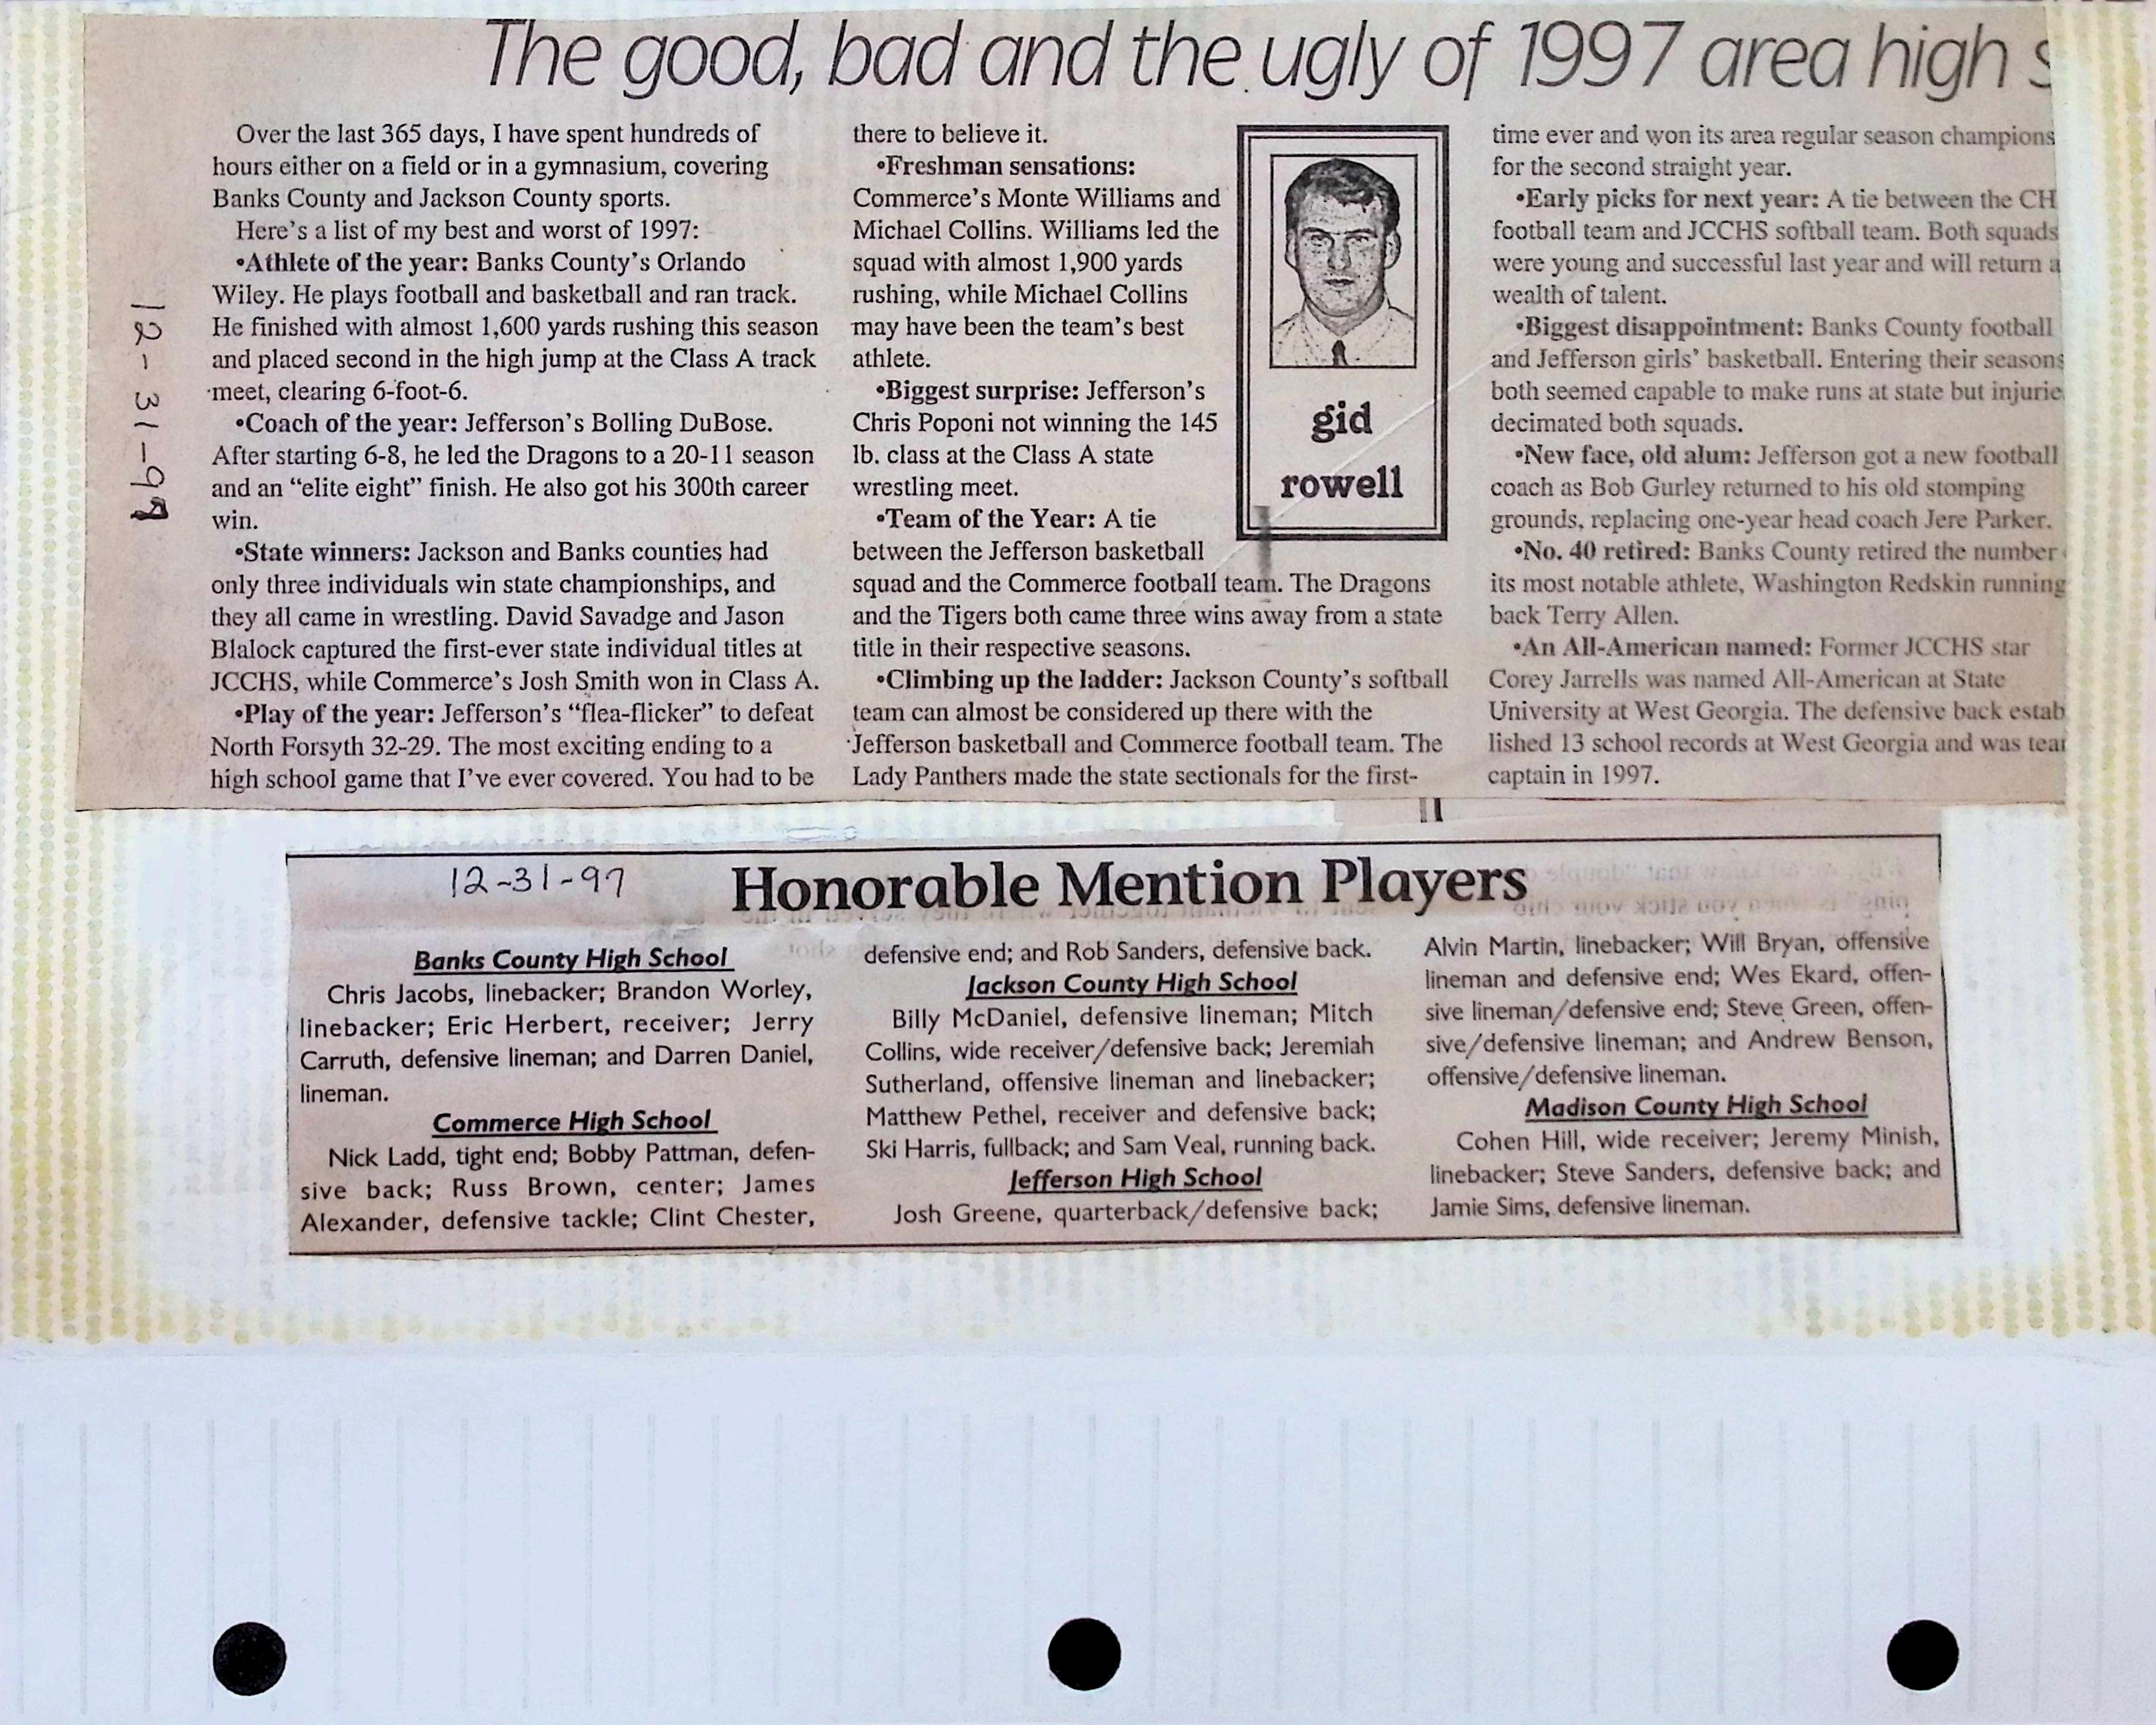 The good, bad and the ugly of 1997 area high
12-31-97
Over the last 365 days, I have spent hundreds of
hours either on a field or in a gymnasium, covering
Banks County and Jackson County sports.
Here's a list of my best and worst of 1997:
•Athlete of the year: Banks County's Orlando
Wiley. He plays football and basketball and ran track.
He finished with almost 1,600 yards rushing this season
and placed second in the high jump at the Class A track
meet, clearing 6-foot-6.
•Coach of the year: Jefferson's Bolling DuBose.
After starting 6-8, he led the Dragons to a 20-11 season
and an “elite eight” finish. He also got his 300th career
win.
•State winners: Jackson and Banks counties had
only three individuals win state championships, and
they all came in wrestling. David Savadge and Jason
Blalock captured the first-ever state individual titles at
JCCHS, while Commerce's Josh Smith won in Class A.
•Play of the year: Jefferson's “flea-flicker” to defeat
North Forsyth 32-29. The most exciting ending to a
high school game that I've ever covered. You had to be
there to believe it.
•Freshman sensations:
Commerce's Monte Williams and
Michael Collins. Williams led the
squad with almost 1,900 yards
rushing, while Michael Collins
may have been the team's best
athlete.
•Biggest surprise: Jefferson's
Chris Poponi not winning the 145
lb. class at the Class A state
wrestling meet.
•Team of the Year: A tie
between the Jefferson basketball
squad and the Commerce football team. The Dragons
and the Tigers both came three wins away from a state
title in their respective seasons.
•Climbing up the ladder: Jackson County's softball
team can almost be considered up there with the
Jefferson basketball and Commerce football team. The
Lady Panthers made the state sectionals for the first-
gid
rowell
time ever and won its area regular season champions
for the second straight year.
•Early picks for next year: A tie between the CH
football team and JCCHS softball team. Both squads
were young and successful last year and will return a
wealth of talent.
•Biggest disappointment: Banks County football
and Jefferson girls' basketball. Entering their seasons
both seemed capable to make runs at state but injurie
decimated both squads.
•New face, old alum: Jefferson got a new football
coach as Bob Gurley returned to his old stomping
grounds, replacing one-year head coach Jere Parker.
•No. 40 retired: Banks County retired the number
its most notable athlete, Washington Redskin running
back Terry Allen.
•An All-American named: Former JCCHS star
Corey Jarrells was named All-American at State
University at West Georgia. The defensive back estab
lished 13 school records at West Georgia and was tea
captain in 1997.
12-31-97
Honorable Mention Players
Banks County High School
Chris Jacobs, linebacker; Brandon Worley,
linebacker; Eric Herbert, receiver; Jerry
Carruth, defensive lineman; and Darren Daniel,
lineman.
Commerce High School
Nick Ladd, tight end; Bobby Pattman, defen-
sive back; Russ Brown, center; James
Alexander, defensive tackle; Clint Chester,
defensive end; and Rob Sanders, defensive back.
Jackson County High School
Billy McDaniel, defensive lineman; Mitch
Collins, wide receiver/defensive back; Jeremiah
Sutherland, offensive lineman and linebacker;
Matthew Pethel, receiver and defensive back;
Ski Harris, fullback; and Sam Veal, running back.
Jefferson High School
Josh Greene, quarterback/defensive back;
Alvin Martin, linebacker; Will Bryan, offensive
lineman and defensive end; Wes Ekard, offen-
sive lineman/defensive end; Steve Green, offen-
sive/defensive lineman; and Andrew Benson,
offensive/defensive lineman.
Madison County High School
Cohen Hill, wide receiver; Jeremy Minish,
linebacker; Steve Sanders, defensive back; and
Jamie Sims, defensive lineman.